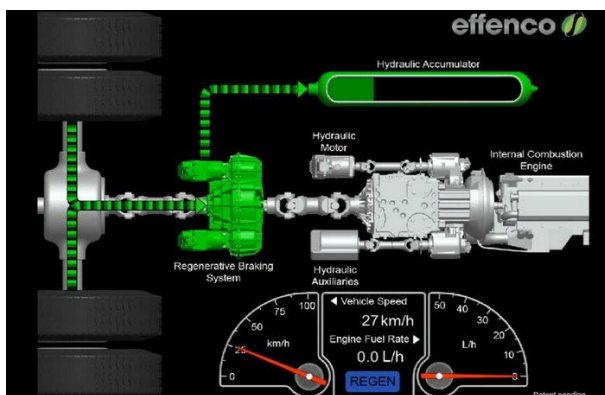 effenco
Hydraulic Accumulator
Hydraulic
Motor
Internal Combustion
Engine
Regenerative Braking
System
Hydraulic
Auxiliaries
Vehicle Speed
27 km/h
Engine Fuel Rate
0.0 L/h
REGEN
0
25
50
75
100
km/h
50
40
30
20
10
0
L/h
Patent pending